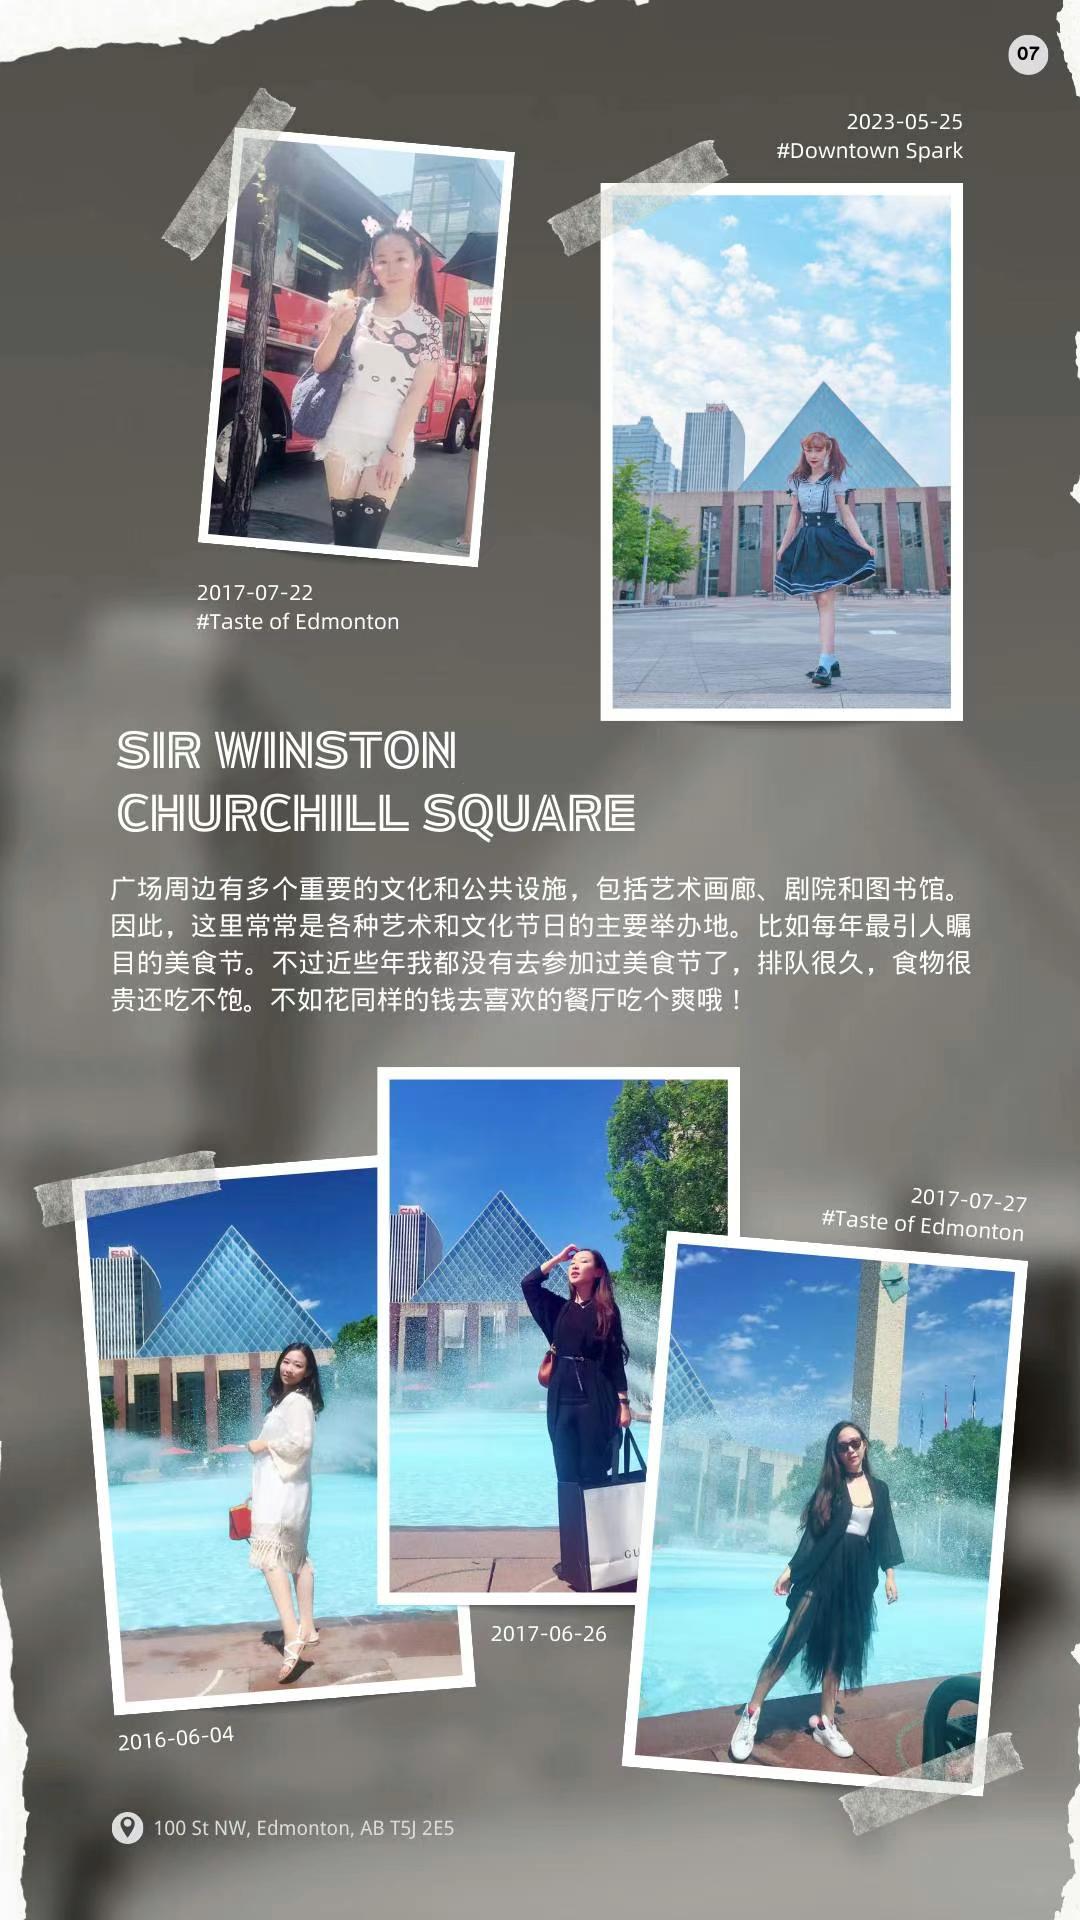 07
2023-05-25
#Downtown Spark
KING
CN
2017-07-22
#Taste of Edmonton
SIR WINSTON
CHURCHILL SQUARE
广场周边有多个重要的文化和公共设施，包括艺术画廊、剧院和图书馆。
因此，这里常常是各种艺术和文化节日的主要举办地。比如每年最引人瞩
目的美食节。不过近些年我都没有去参加过美食节了，排队很久，食物很
贵还吃不饱。不如花同样的钱去喜欢的餐厅吃个爽哦！
2017-07-27
#Taste of Edmonton
CN
CN
GU
2017-06-26
2016-06-04
100 St NW, Edmonton, AB T5J 2E5